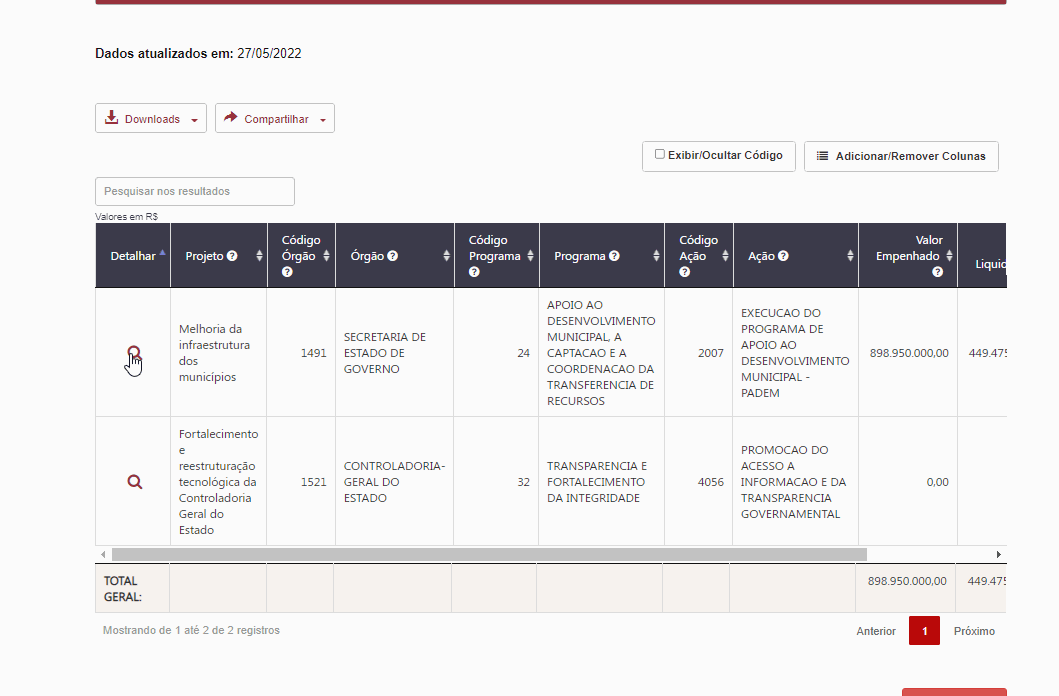 Dados atualizados em: 27/05/2022
Downloads
Compartilhar
Exibir/Ocultar Código
Adicionar/Remover Colunas
Pesquisar nos resultados
Valores em R$
Detalhar
Projeto
Código
Órgão
Órgão
Código
Programa
Programa
Código
Ação
Ação
Valor
Empenhado
Liquid
Melhoria da
infraestrutura
dos
municípios
1491
SECRETARIA DE
ESTADO DE
GOVERNO
24
APOIO AO
DESENVOLVIMENTO
MUNICIPAL, A
CAPTACAO E A
COORDENACAO DA
TRANSFERENCIA DE
RECURSOS
2007
EXECUCAO DO
PROGRAMA DE
APOIO AO
DESENVOLVIMENTO
MUNICIPAL -
PADEM
898.950.000,00
449.475
Fortalecimento
e
reestruturação
tecnológica da
Controladoria
Geral do
Estado
1521
CONTROLADORIA-
GERAL DO
ESTADO
32
TRANSPARENCIA E
FORTALECIMENTO
DA INTEGRIDADE
4056
PROMOCAO DO
ACESSO A
INFORMACAO E DA
TRANSPARENCIA
GOVERNAMENTAL
0,00
TOTAL
GERAL:
898.950.000,00
449.475
Mostrando de 1 até 2 de 2 registros
Anterior
1
Próximo